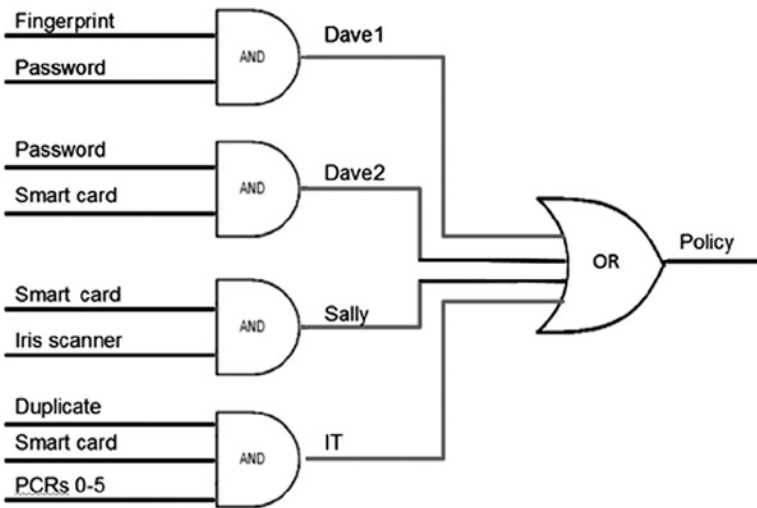 Fingerprint
AND
Dave1
Password
Password
AND
Dave2
Smart card
Policy
OR
Smart card
AND
Sally
Iris scanner
Duplicate
Smart card
AND
IT
PCRs 0-5